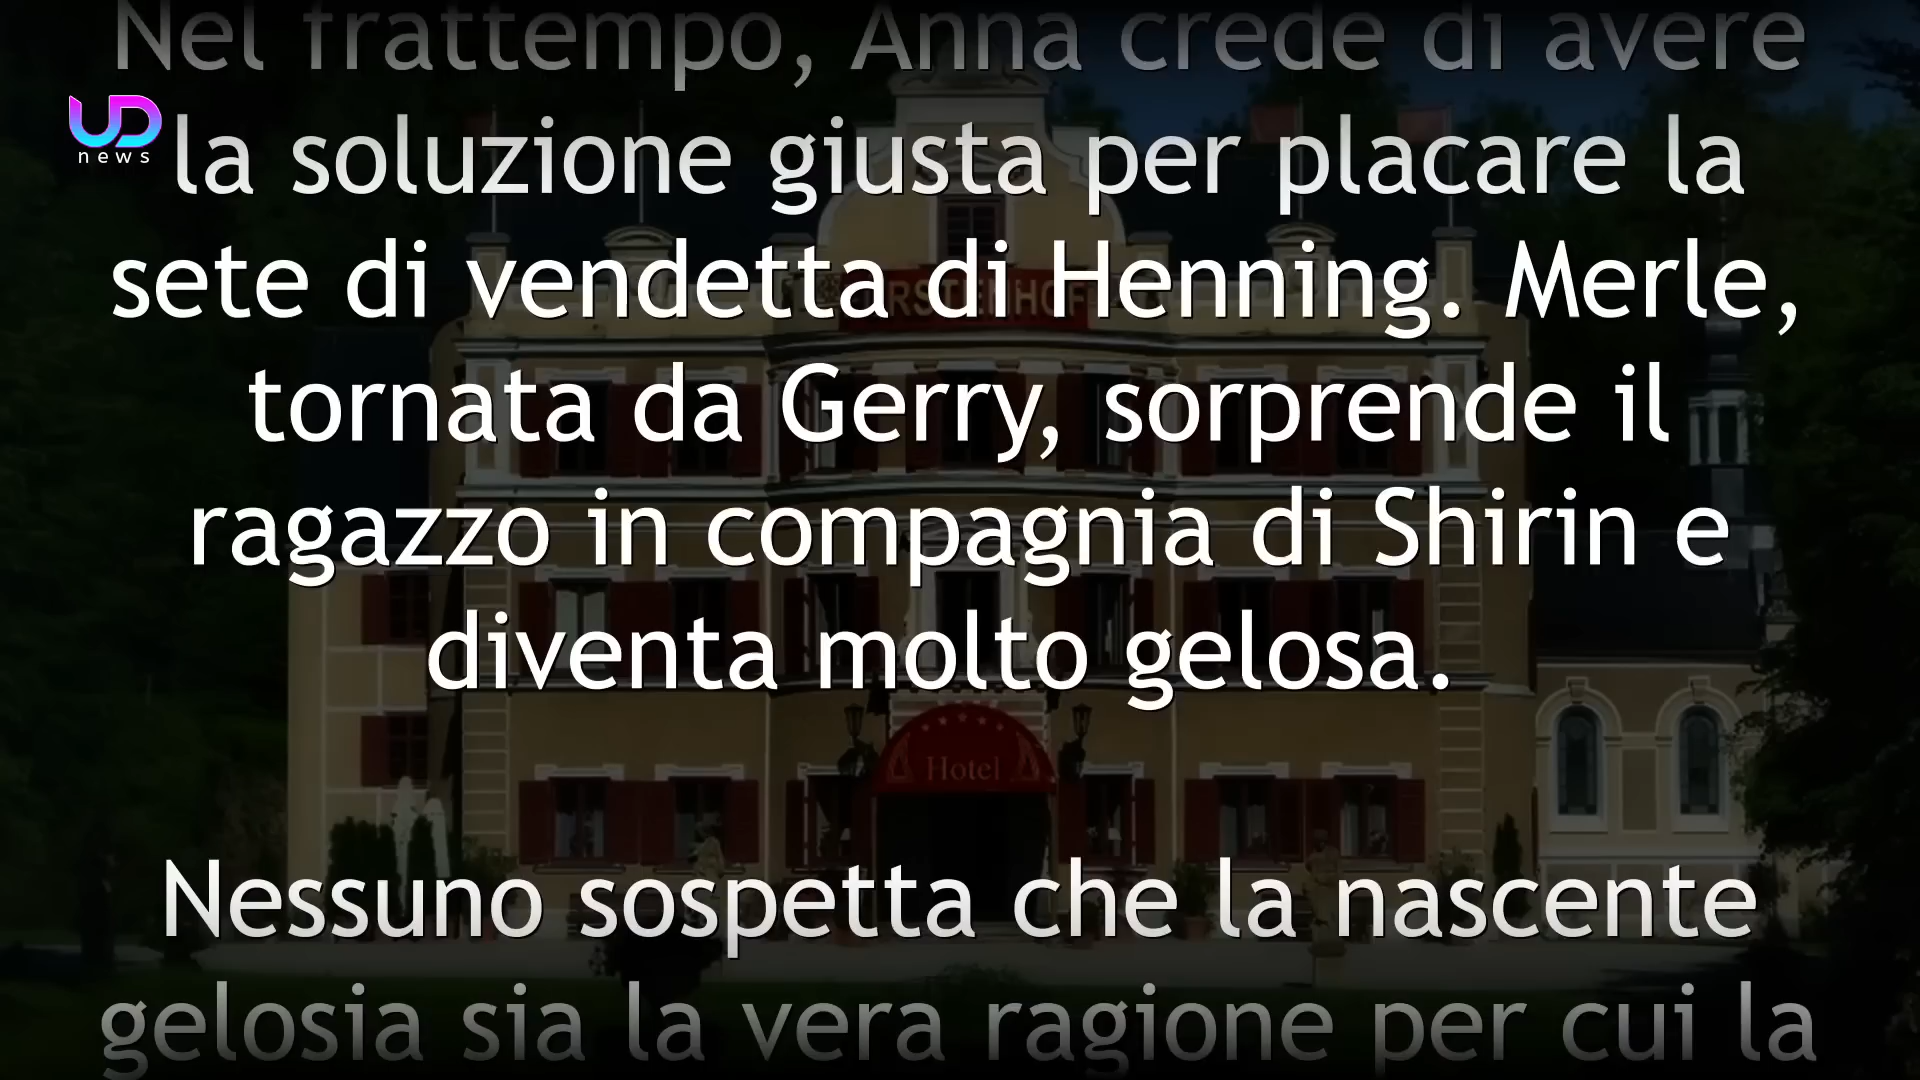 Nel frattempo, Anna crede di avere
UD
news
la soluzione giusta per placare la
sete di vendetta di Henning. Merle,
tornata da Gerry, sorprende il
ragazzo in compagnia di Shirin e
diventa molto gelosa.
Hotel
Nessuno sospetta che la nascente
gelosia sia la vera ragione per cui la